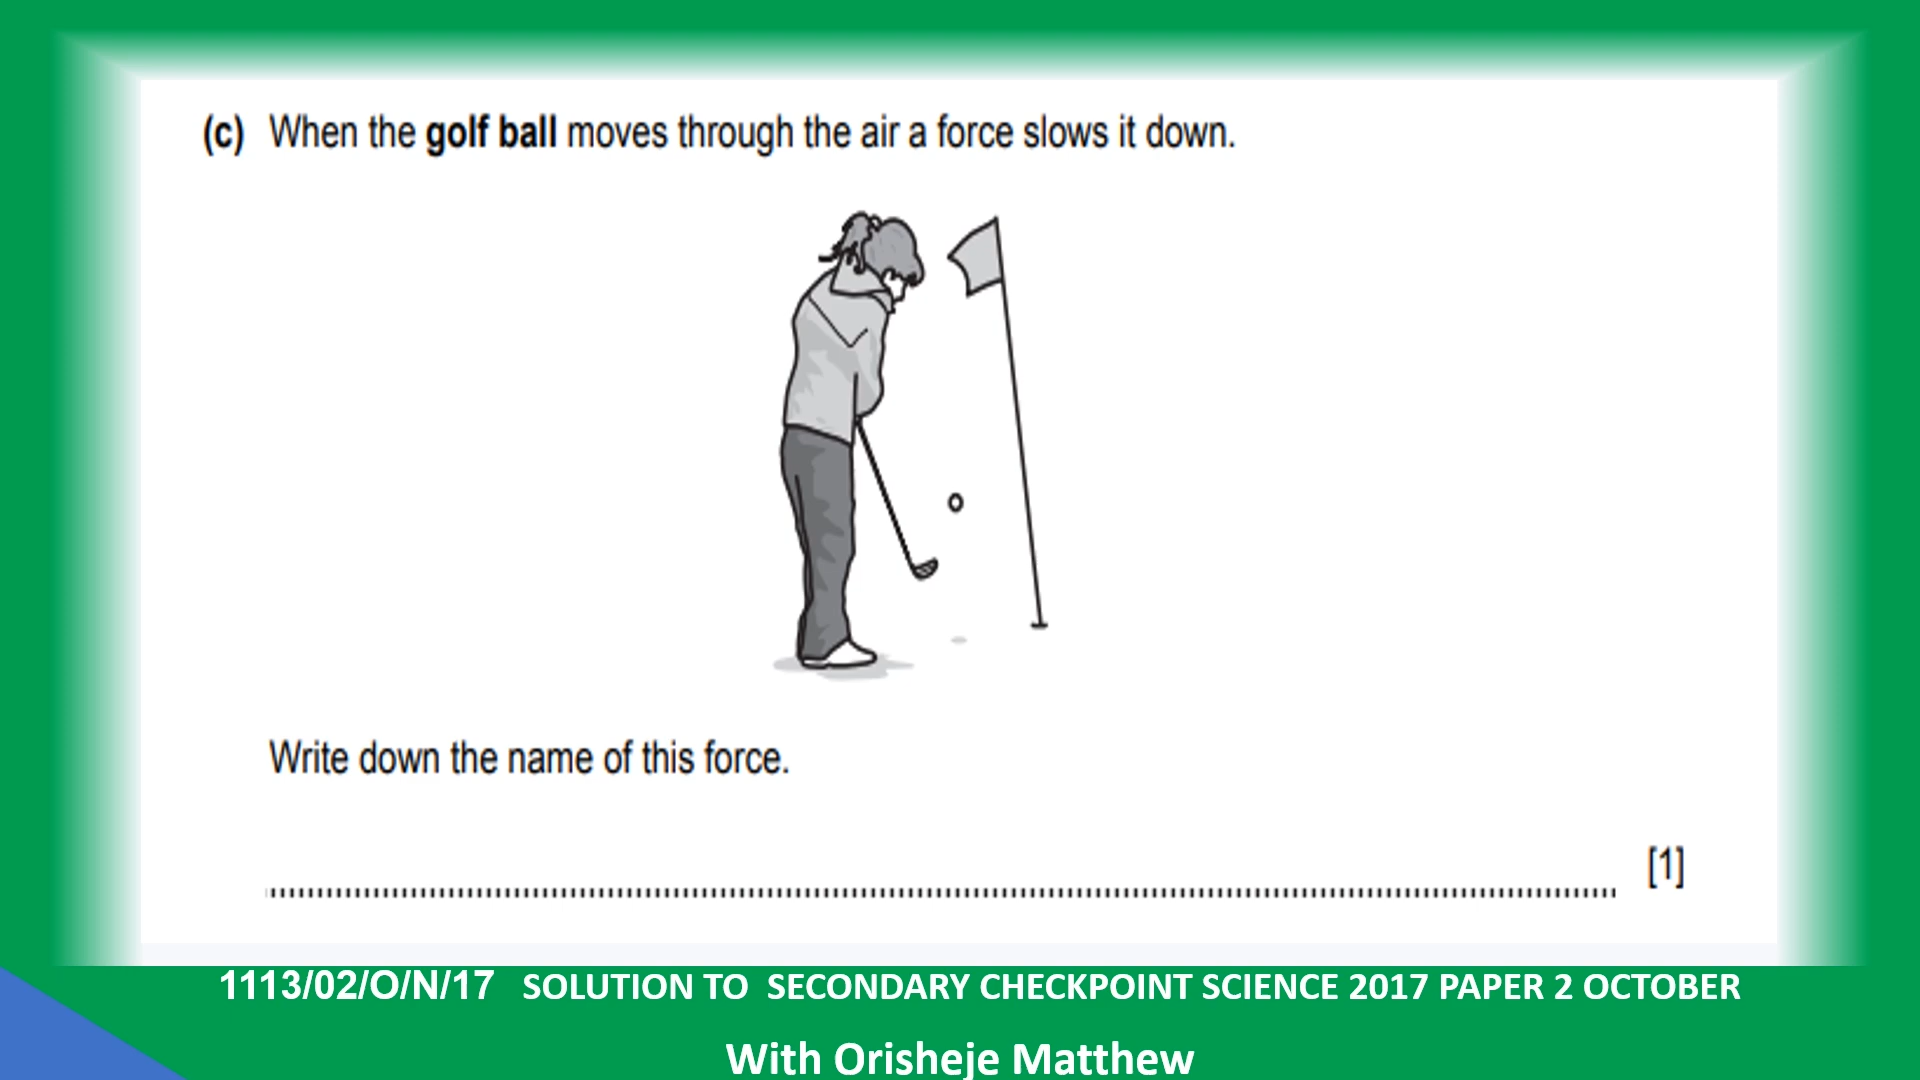 (c) When the golf ball moves through the air a force slows it down.
Write down the name of this force.
[1]
1113/02/O/N/17 SOLUTION TO SECONDARY CHECKPOINT SCIENCE 2017 PAPER 2 OCTOBER
With Orisheje Matthew